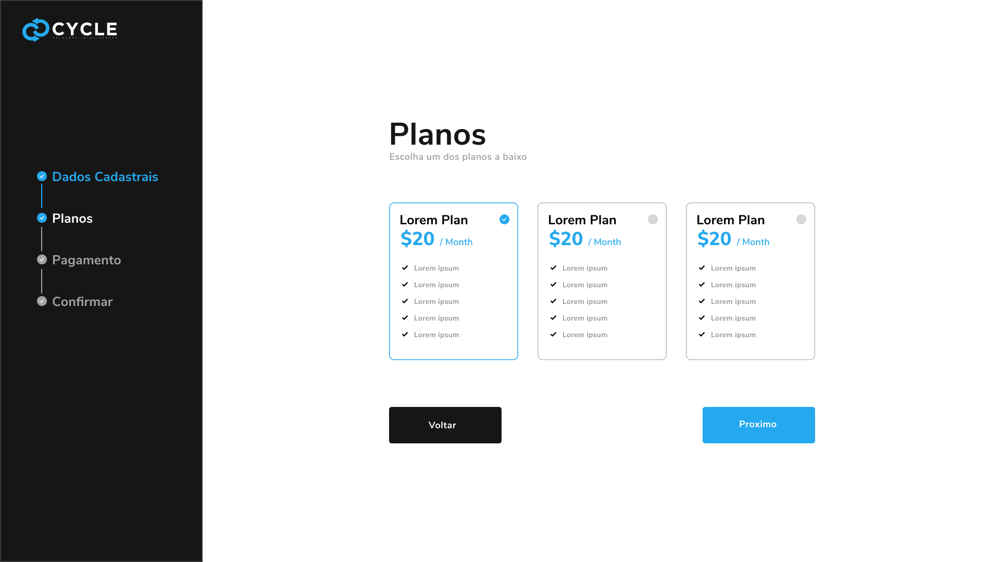 CYCLE
SOLUÇÕES INTELIGENTES
Dados Cadastrais
Planos
Pagamento
Confirmar
Planos
Escolha um dos planos a baixo
Lorem Plan
$20 / Month
Lorem ipsum
Lorem ipsum
Lorem ipsum
Lorem ipsum
Lorem ipsum
Lorem Plan
$20 / Month
Lorem ipsum
Lorem ipsum
Lorem ipsum
Lorem ipsum
Lorem ipsum
Lorem Plan
$20 / Month
Lorem ipsum
Lorem ipsum
Lorem ipsum
Lorem ipsum
Lorem ipsum
Voltar
Proximo